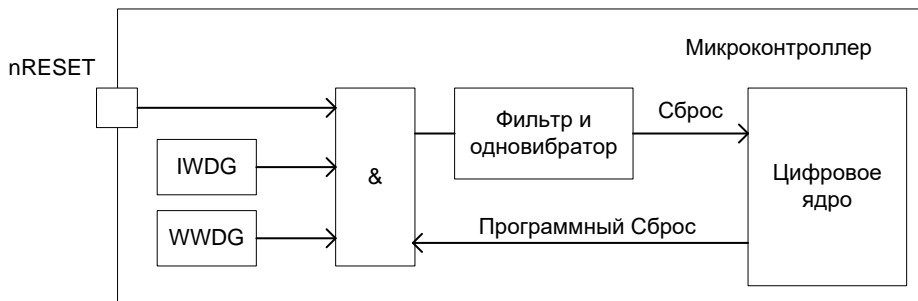 Микроконтроллер
nRESET
Фильтр и
одновибратор
Сброс
IWDG
&
Цифровое
ядро
WWDG
Программный Сброс